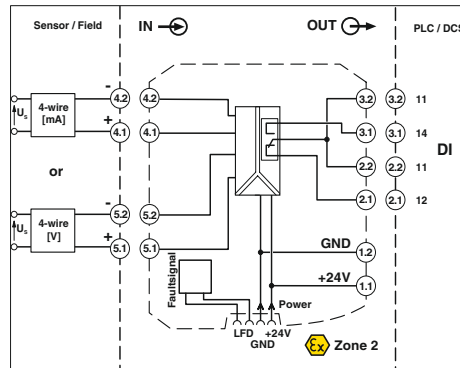 Sensor / Field
IN
OUT
PLC / DCS
- 4.2 4.2 3.2 3.2 11
Us 4-wire [mA]
+ 4.1 4.1 3.1 3.1 14
or
2.2 2.2 11
DI
2.1 2.1 12
- 5.2 5.2
Us 4-wire [V]
+ 5.1 5.1
GND 1.2
+24V 1.1
Faultsignal
Power
LFD +24V
GND
Ex Zone 2